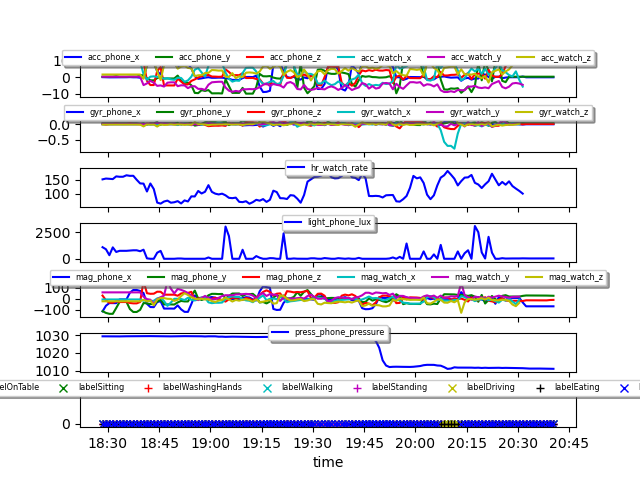 acc_phone_x acc_phone_y acc_phone_z acc_watch_x acc_watch_y acc_watch_z
1
0
−10
gyr_phone_x gyr_phone_y gyr_phone_z gyr_watch_x gyr_watch_y gyr_watch_z
0.0
−0.5
hr_watch_rate
150
100
light_phone_lux
2500
0
mag_phone_x mag_phone_y mag_phone_z mag_watch_x mag_watch_y mag_watch_z
100
0
−100
press_phone_pressure
1030
1020
1010
elOnTable labelSitting labelWashingHands labelWalking labelStanding labelDriving labelEating
0
18:30 18:45 19:00 19:15 19:30 19:45 20:00 20:15 20:30 20:45
time